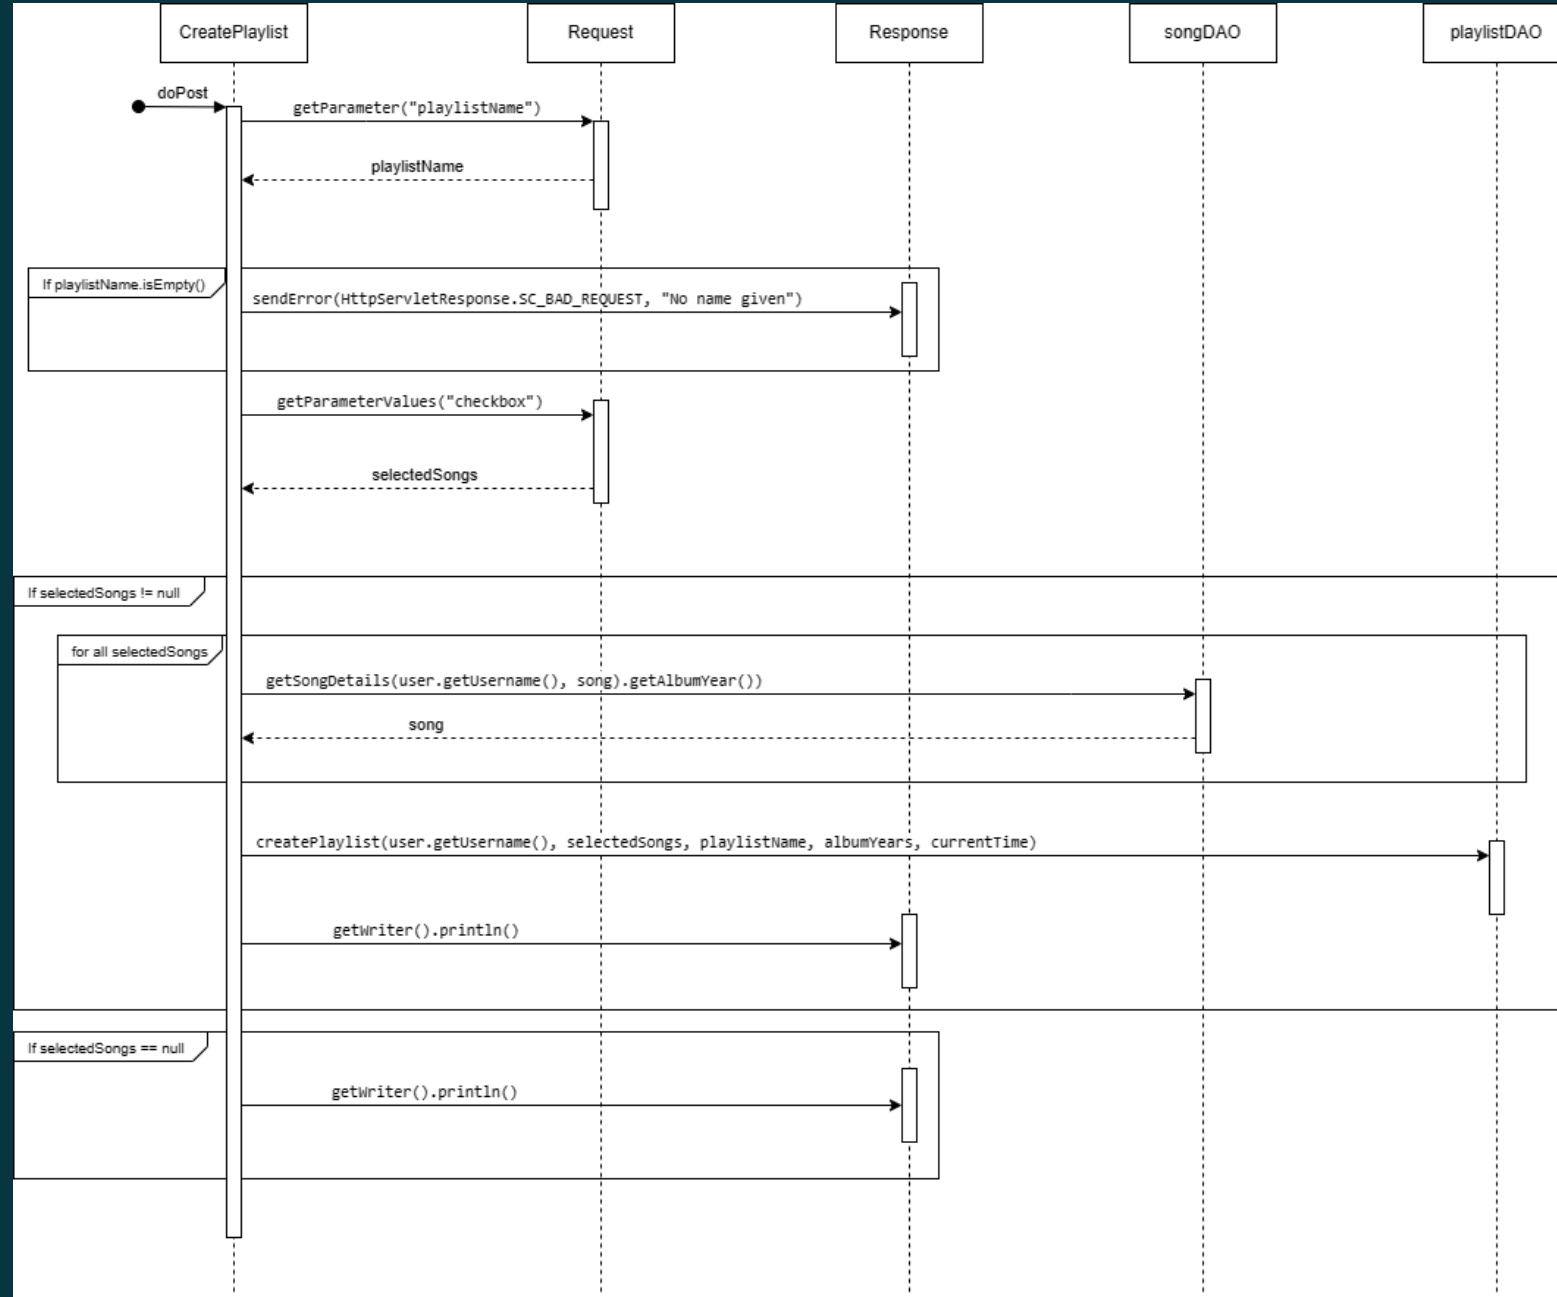 CreatePlaylist
Request
Response
songDAO
playlistDAO
doPost
getParameter("playlistName")
playlistName
If playlistName.isEmpty()
sendError(HttpServletResponse.SC_BAD_REQUEST, "No name given")
getParameterValues("checkbox")
selectedSongs
If selectedSongs != null
for all selectedSongs
getSongDetails(user.getUsername(), song).getAlbumYear())
song
createPlaylist(user.getUsername(), selectedSongs, playlistName, albumYears, currentTime)
getWriter().println()
If selectedSongs == null
getWriter().println()